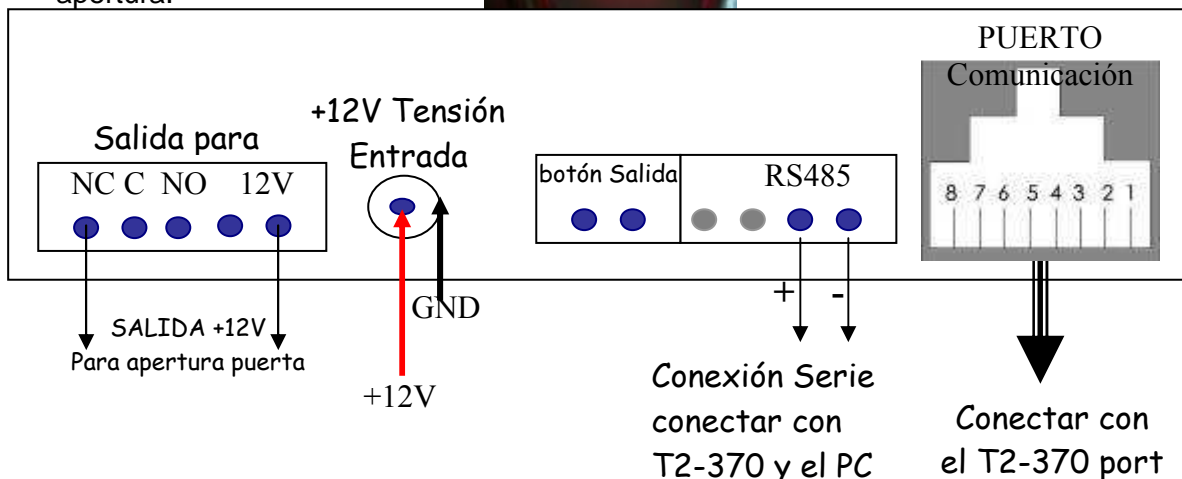 apertura.
PUERTO
Comunicación
+12V Tensión
Entrada
Salida para
NC C NO 12V
botón Salida
RS485
8 7 6 5 4 3 2 1
+ -
GND
SALIDA +12V
Para apertura puerta
+12V
Conexión Serie
conectar con
T2-370 y el PC
Conectar con
el T2-370 port